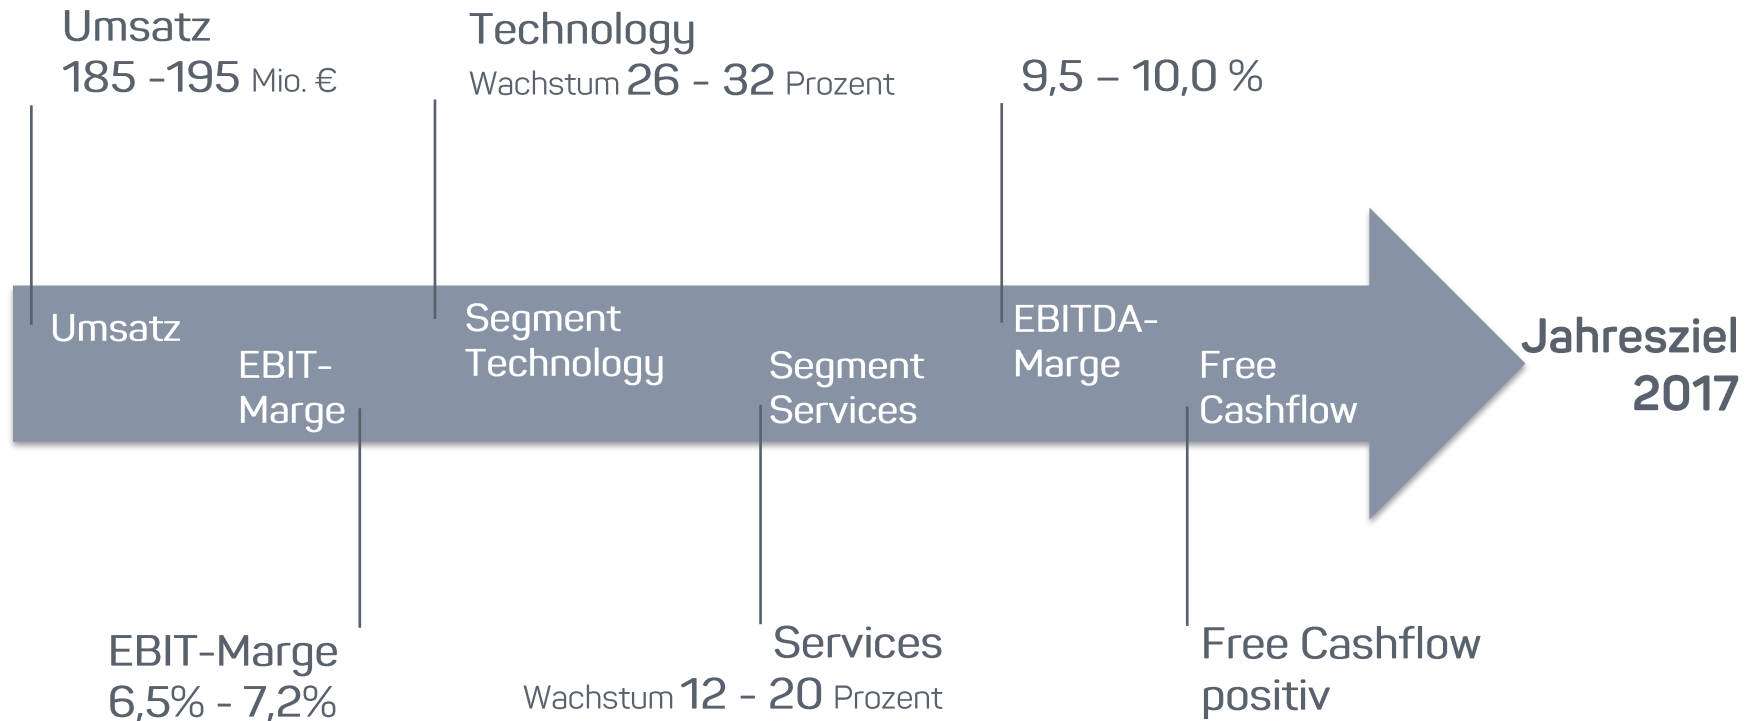 Umsatz
185 -195 Mio. €
Technology
Wachstum 26 - 32 Prozent
9,5 – 10,0 %
Umsatz
EBIT-
Marge
Segment
Technology
Segment
Services
EBITDA-
Marge
Free
Cashflow
Jahresziel
2017
EBIT-Marge
6,5% - 7,2%
Services
Wachstum 12 - 20 Prozent
Free Cashflow
positiv